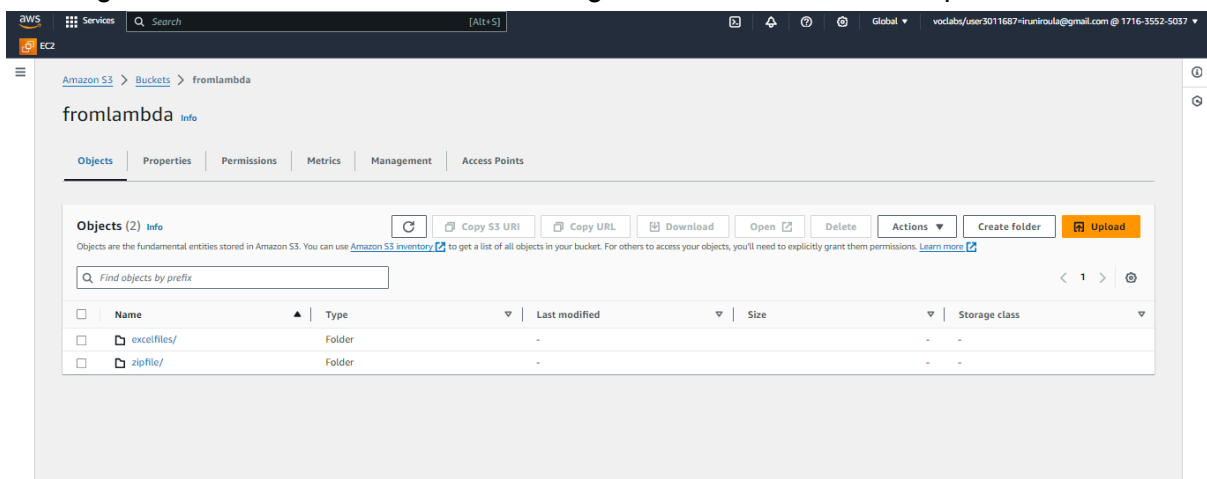 aws Services Search [Alt+S] Global ▼ voclabs/user3011687=iruniroula@gmail.com @ 1716-3552-5037 ▼
EC2
Amazon S3 > Buckets > fromlambda
fromlambda Info
Objects Properties Permissions Metrics Management Access Points
Objects (2) Info Copy S3 URI Copy URL Download Open Delete Actions ▼ Create folder Upload
Objects are the fundamental entities stored in Amazon S3. You can use Amazon S3 inventory to get a list of all objects in your bucket. For others to access your objects, you'll need to explicitly grant them permissions. Learn more
Find objects by prefix < 1 >
Name ▲ Type Last modified Size Storage class
excelfiles/ Folder - - -
zipfile/ Folder - - -